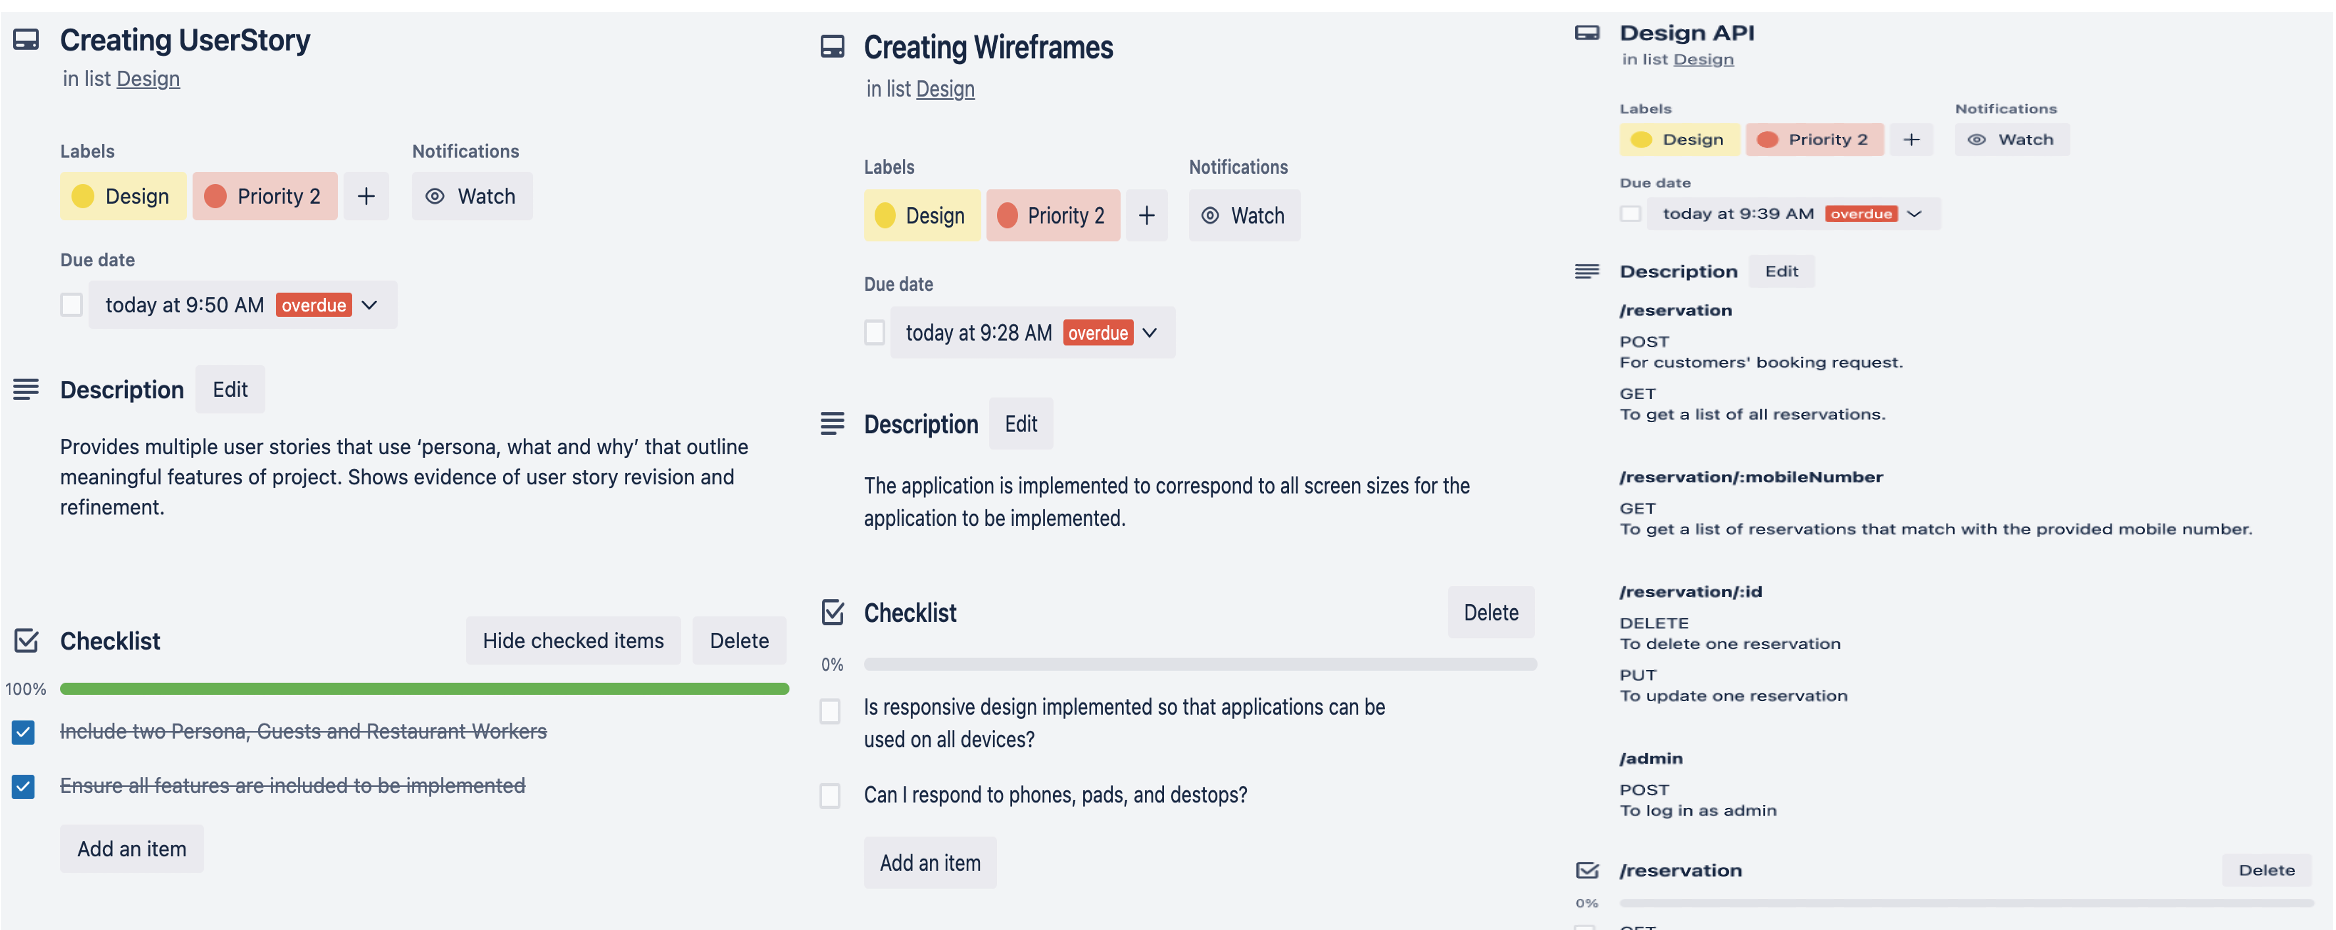 Creating UserStory
in list Design
Labels
Notifications
Design
Priority 2
+
Watch
Due date
today at 9:50 AM overdue
Description
Edit
Provides multiple user stories that use ‘persona, what and why’ that outline
meaningful features of project. Shows evidence of user story revision and
refinement.
Checklist
Hide checked items
Delete
100%
Include two Persona, Guests and Restaurant Workers
Ensure all features are included to be implemented
Add an item
Creating Wireframes
in list Design
Labels
Notifications
Design
Priority 2
+
Watch
Due date
today at 9:28 AM overdue
Description
Edit
The application is implemented to correspond to all screen sizes for the
application to be implemented.
Checklist
Delete
0%
Is responsive design implemented so that applications can be
used on all devices?
Can I respond to phones, pads, and destops?
Add an item
Design API
in list Design
Labels
Notifications
Design
Priority 2
+
Watch
Due date
today at 9:39 AM overdue
Description
Edit
/reservation
POST
For customers' booking request.
GET
To get a list of all reservations.
/reservation/:mobileNumber
GET
To get a list of reservations that match with the provided mobile number.
/reservation/:id
DELETE
To delete one reservation
PUT
To update one reservation
/admin
POST
To log in as admin
/reservation
Delete
0%